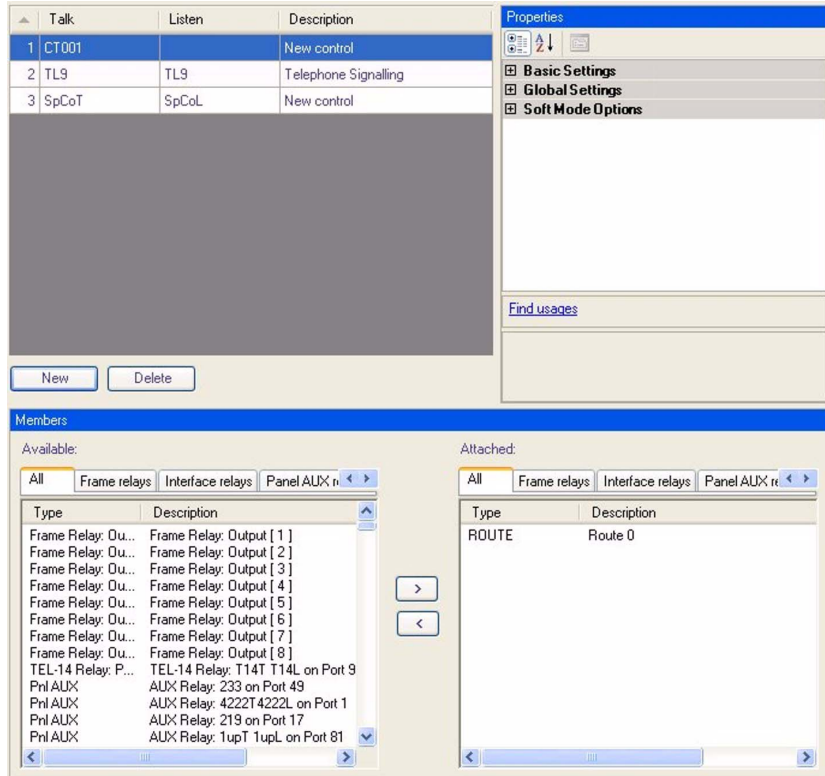 Talk Listen Description
1 CT001 New control
2 TL9 TL9 Telephone Signalling
3 SpCoT SpCoL New control
New Delete
Properties
Basic Settings
Global Settings
Soft Mode Options
Find usages
Members
Available:
All Frame relays Interface relays Panel AUX
Type Description
Frame Relay: Ou... Frame Relay: Output [ 1 ]
Frame Relay: Ou... Frame Relay: Output [ 2 ]
Frame Relay: Ou... Frame Relay: Output [ 3 ]
Frame Relay: Ou... Frame Relay: Output [ 4 ]
Frame Relay: Ou... Frame Relay: Output [ 5 ]
Frame Relay: Ou... Frame Relay: Output [ 6 ]
Frame Relay: Ou... Frame Relay: Output [ 7 ]
Frame Relay: Ou... Frame Relay: Output [ 8 ]
TEL-14 Relay: P... TEL-14 Relay: T14T T14L on Port 9
Pnl AUX AUX Relay: 233 on Port 49
Pnl AUX AUX Relay: 4222T4222L on Port 1
Pnl AUX AUX Relay: 219 on Port 17
Pnl AUX AUX Relay: 1upT 1upL on Port 81
> 
<
Attached:
All Frame relays Interface relays Panel AUX re
Type Description
ROUTE Route 0